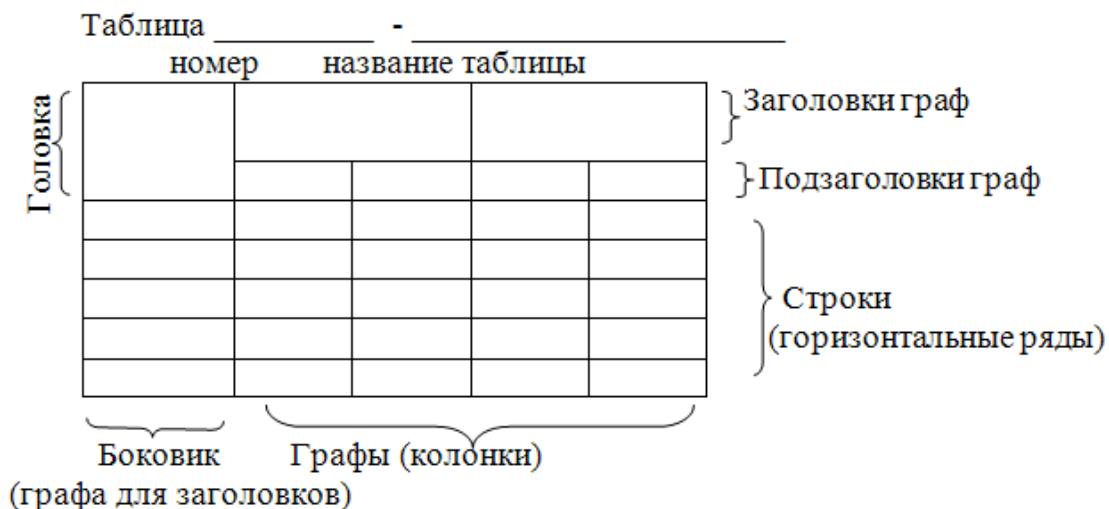 Таблица __________ - ________________________
номер название таблицы
Головка
Заголовки граф
Подзаголовки граф
Строки
(горизонтальные ряды)
Боковик
(графа для заголовков)
Графы (колонки)